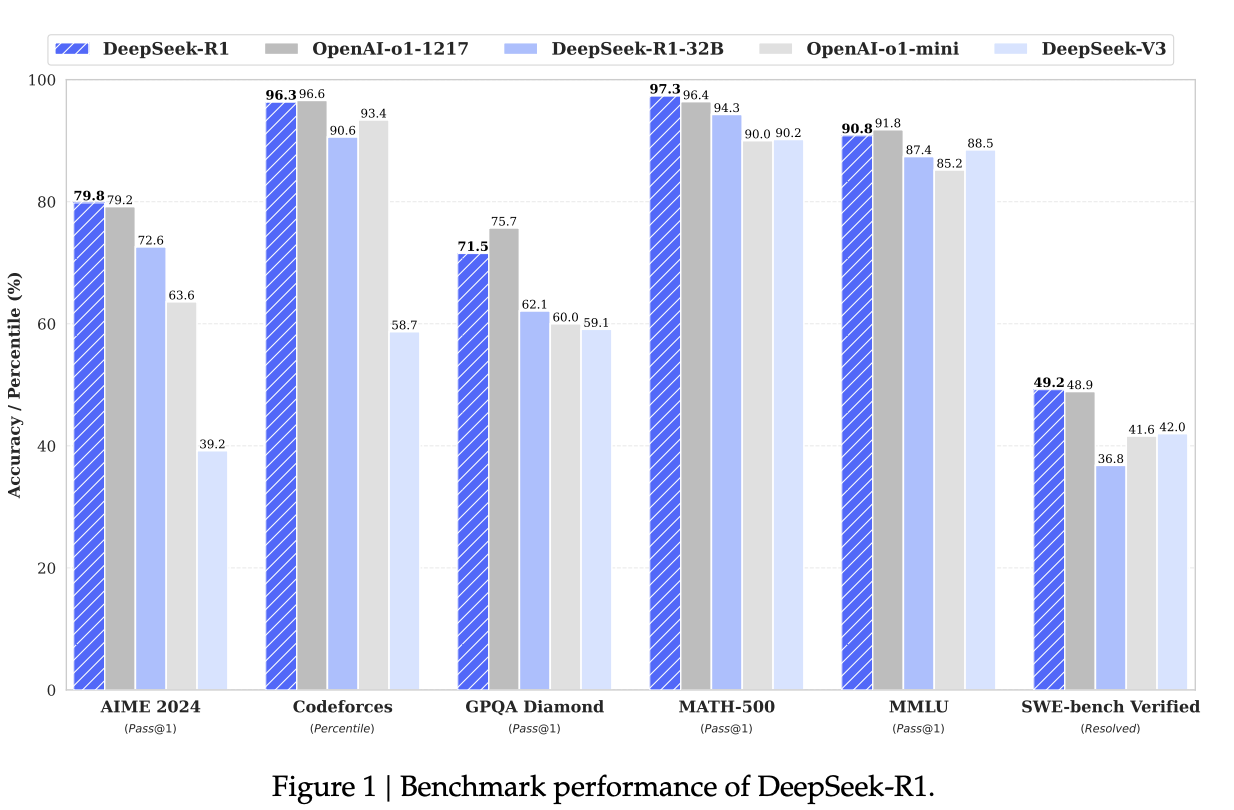 DeepSeek-R1 OpenAI-o1-1217 DeepSeek-R1-32B OpenAI-o1-mini DeepSeek-V3
Accuracy / Percentile (%)
100
80
60
40
20
0
79.8 79.2 72.6 63.6 39.2
96.3 96.6 90.6 93.4 58.7
71.5 75.7 62.1 60.0 59.1
97.3 96.4 94.3 90.0 90.2
90.8 91.8 87.4 85.2 88.5
49.2 48.9 36.8 41.6 42.0
AIME 2024 Codeforces GPQA Diamond MATH-500 MMLU SWE-bench Verified
(Pass@1) (Percentile) (Pass@1) (Pass@1) (Pass@1) (Resolved)
Figure 1 | Benchmark performance of DeepSeek-R1.